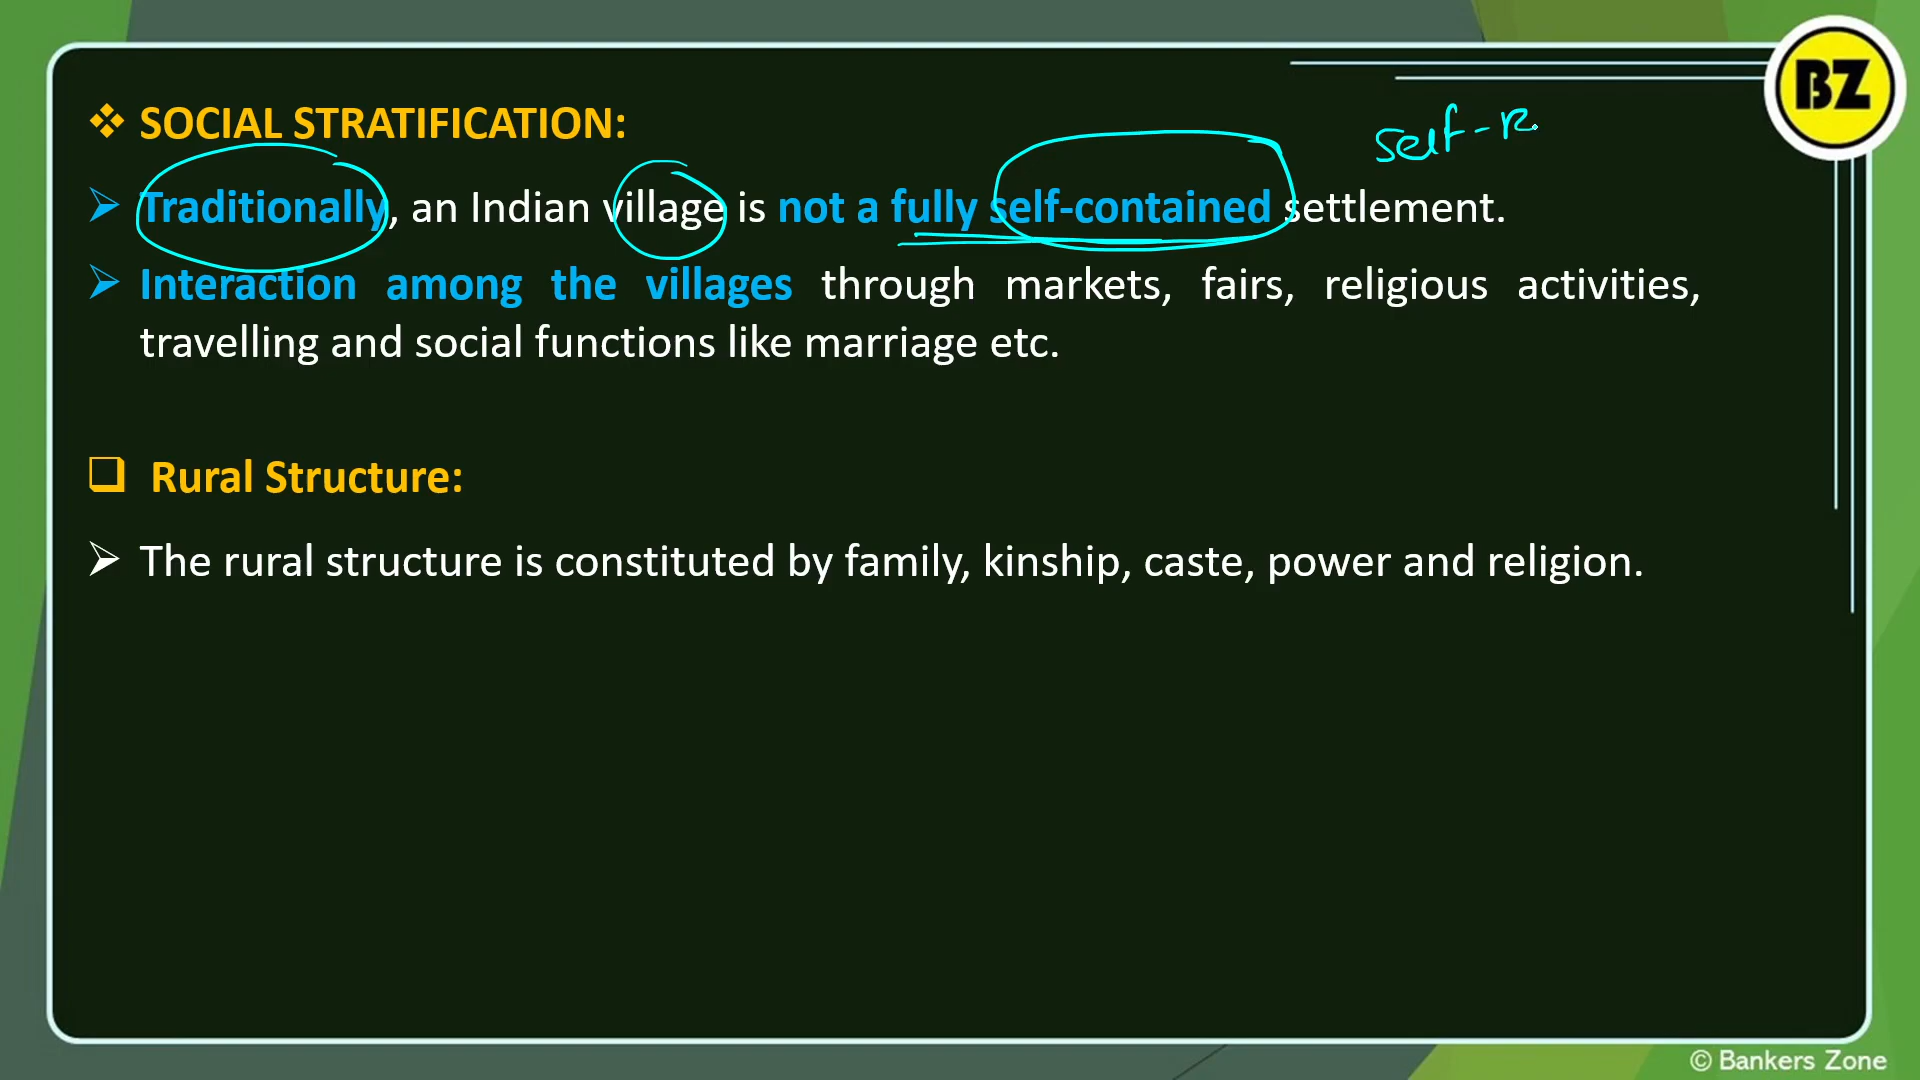 BZ
SOCIAL STRATIFICATION:
self-R
Traditionally, an Indian village is not a fully self-contained settlement.
Interaction among the villages through markets, fairs, religious activities,
travelling and social functions like marriage etc.
Rural Structure:
The rural structure is constituted by family, kinship, caste, power and religion.
© Bankers Zone